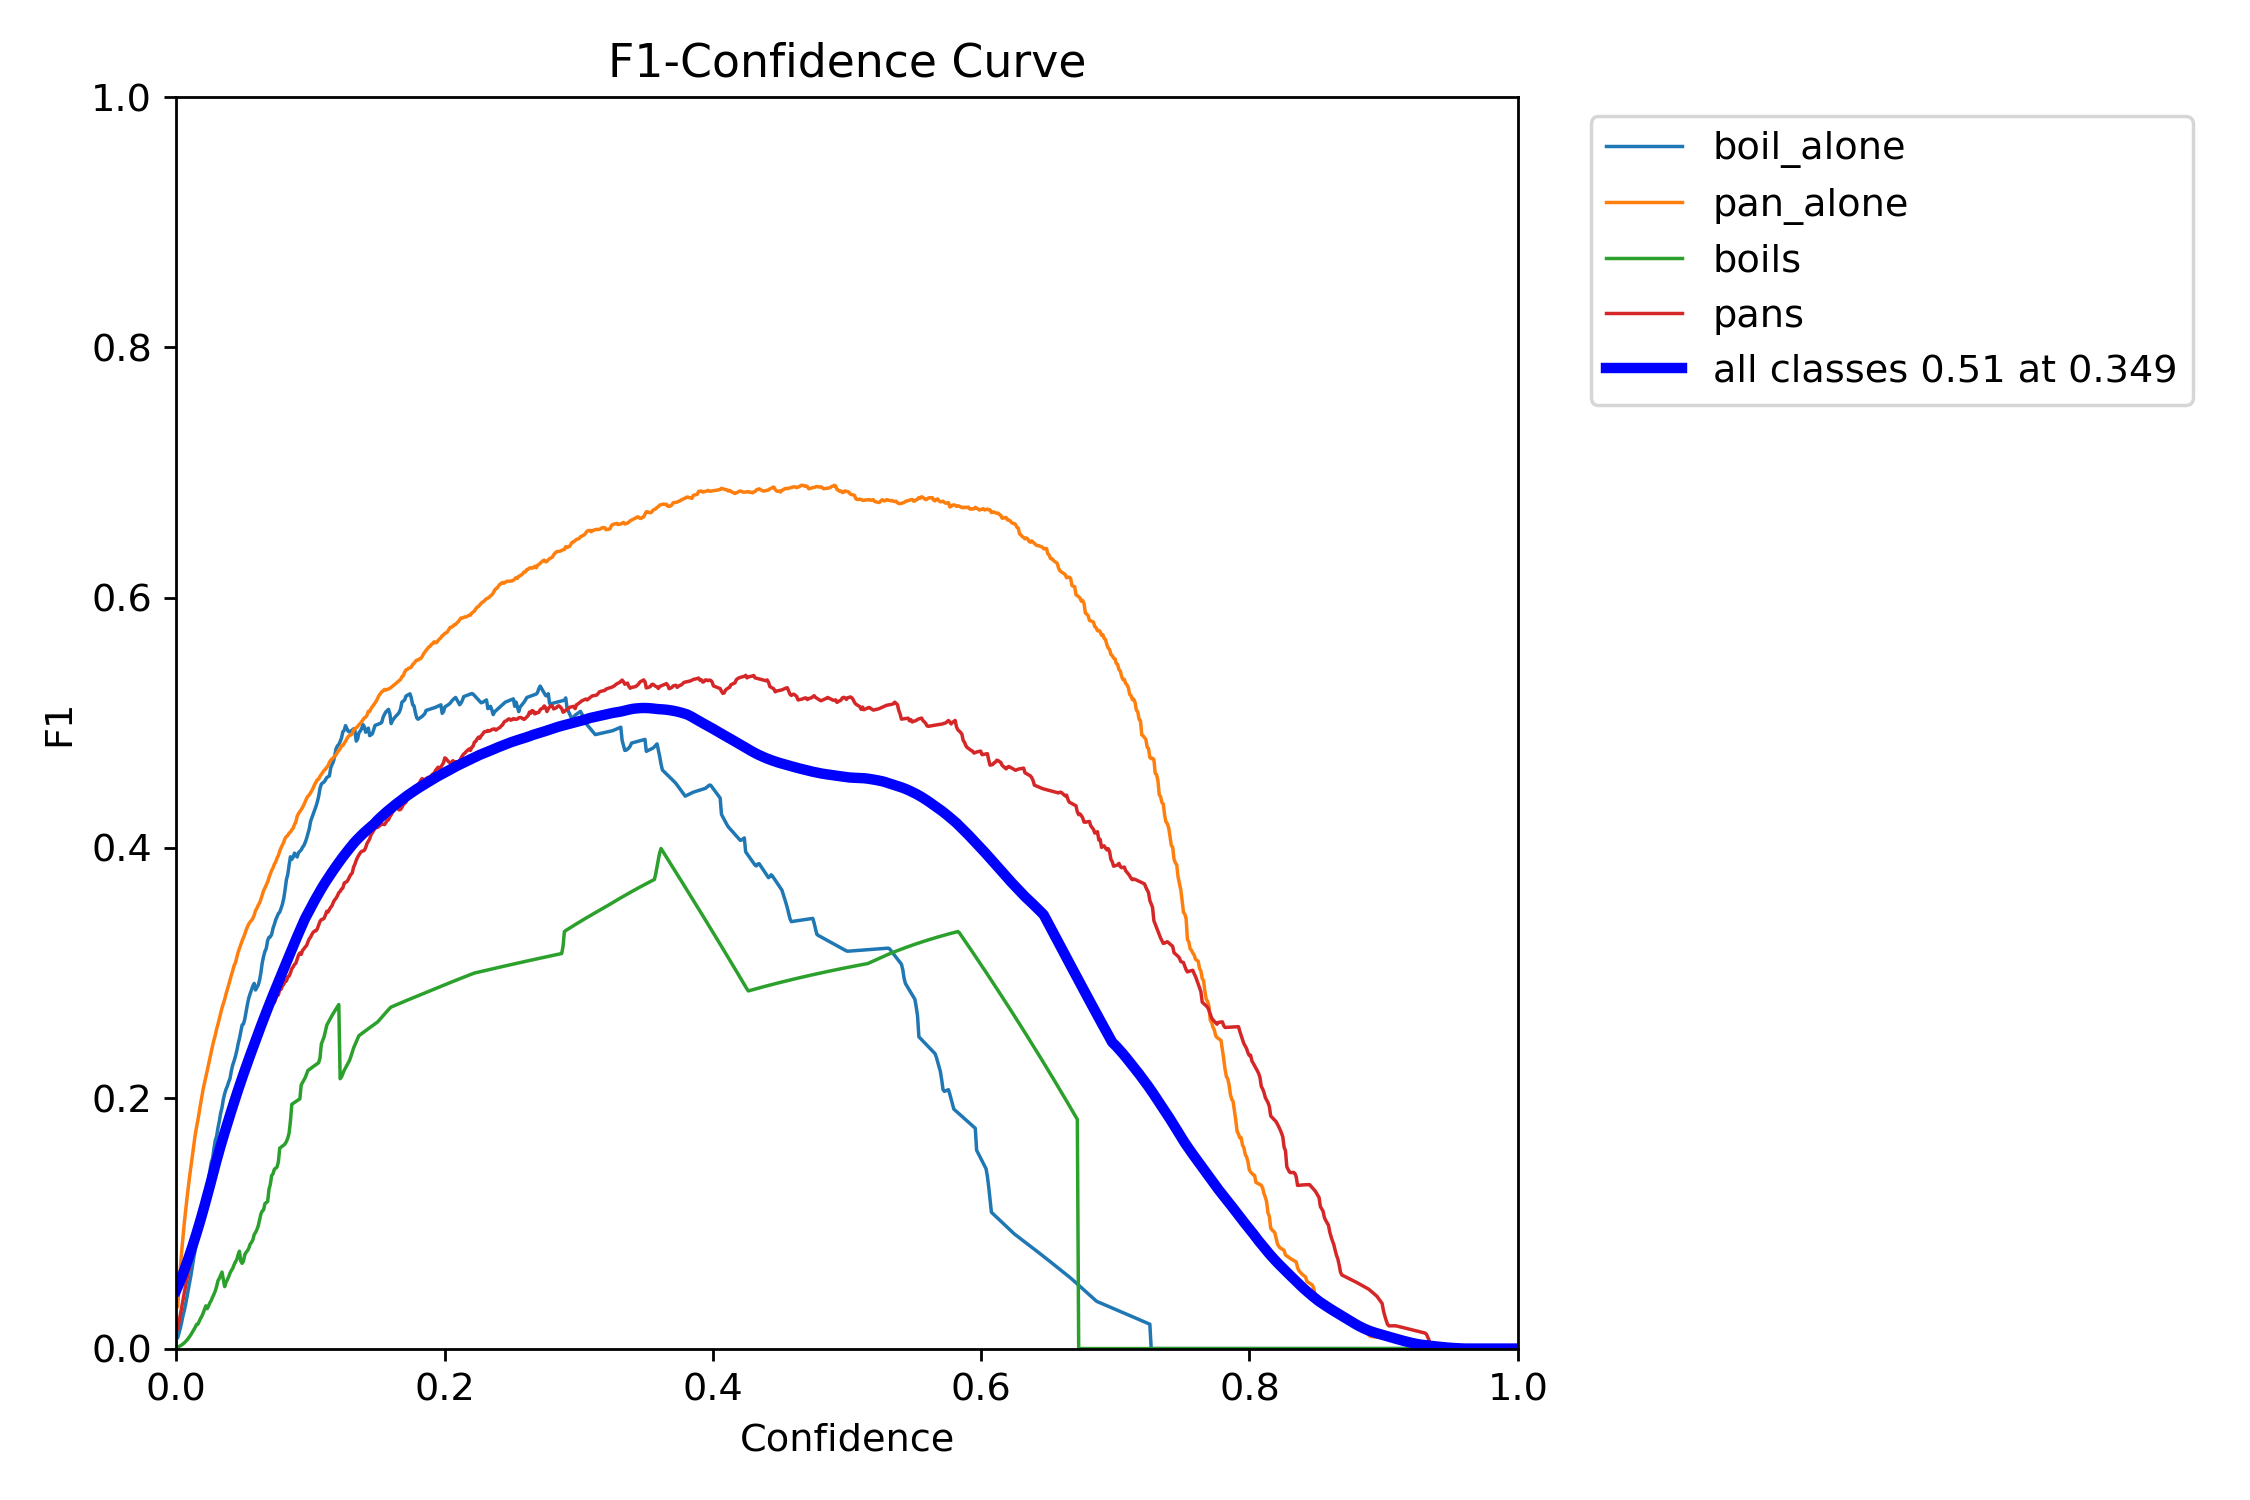 F1-Confidence Curve
1.0
0.8
0.6
0.4
0.2
0.0
F1
0.0 0.2 0.4 0.6 0.8 1.0
Confidence
boil_alone
pan_alone
boils
pans
all classes 0.51 at 0.349